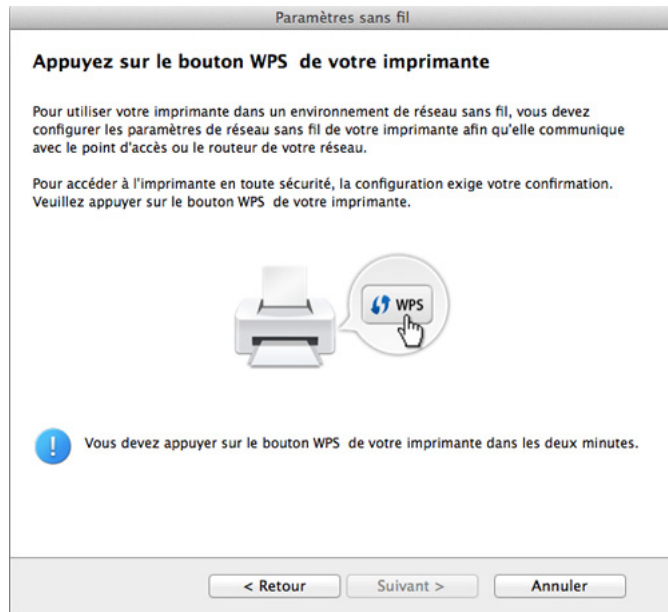 Paramètres sans fil
Appuyez sur le bouton WPS de votre imprimante
Pour utiliser votre imprimante dans un environnement de réseau sans fil, vous devez
configurer les paramètres de réseau sans fil de votre imprimante afin qu'elle communique
avec le point d'accès ou le routeur de votre réseau.
Pour accéder à l'imprimante en toute sécurité, la configuration exige votre confirmation.
Veuillez appuyer sur le bouton WPS de votre imprimante.
WPS
Vous devez appuyer sur le bouton WPS de votre imprimante dans les deux minutes.
< Retour Suivant > Annuler